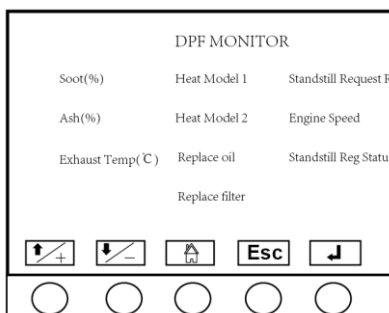 DPF MONITOR
Soot(%) Heat Model 1 Standstill Request
Ash(%) Heat Model 2 Engine Speed
Exhaust Temp(℃) Replace oil Standstill Reg
Replace filter
+ - Esc